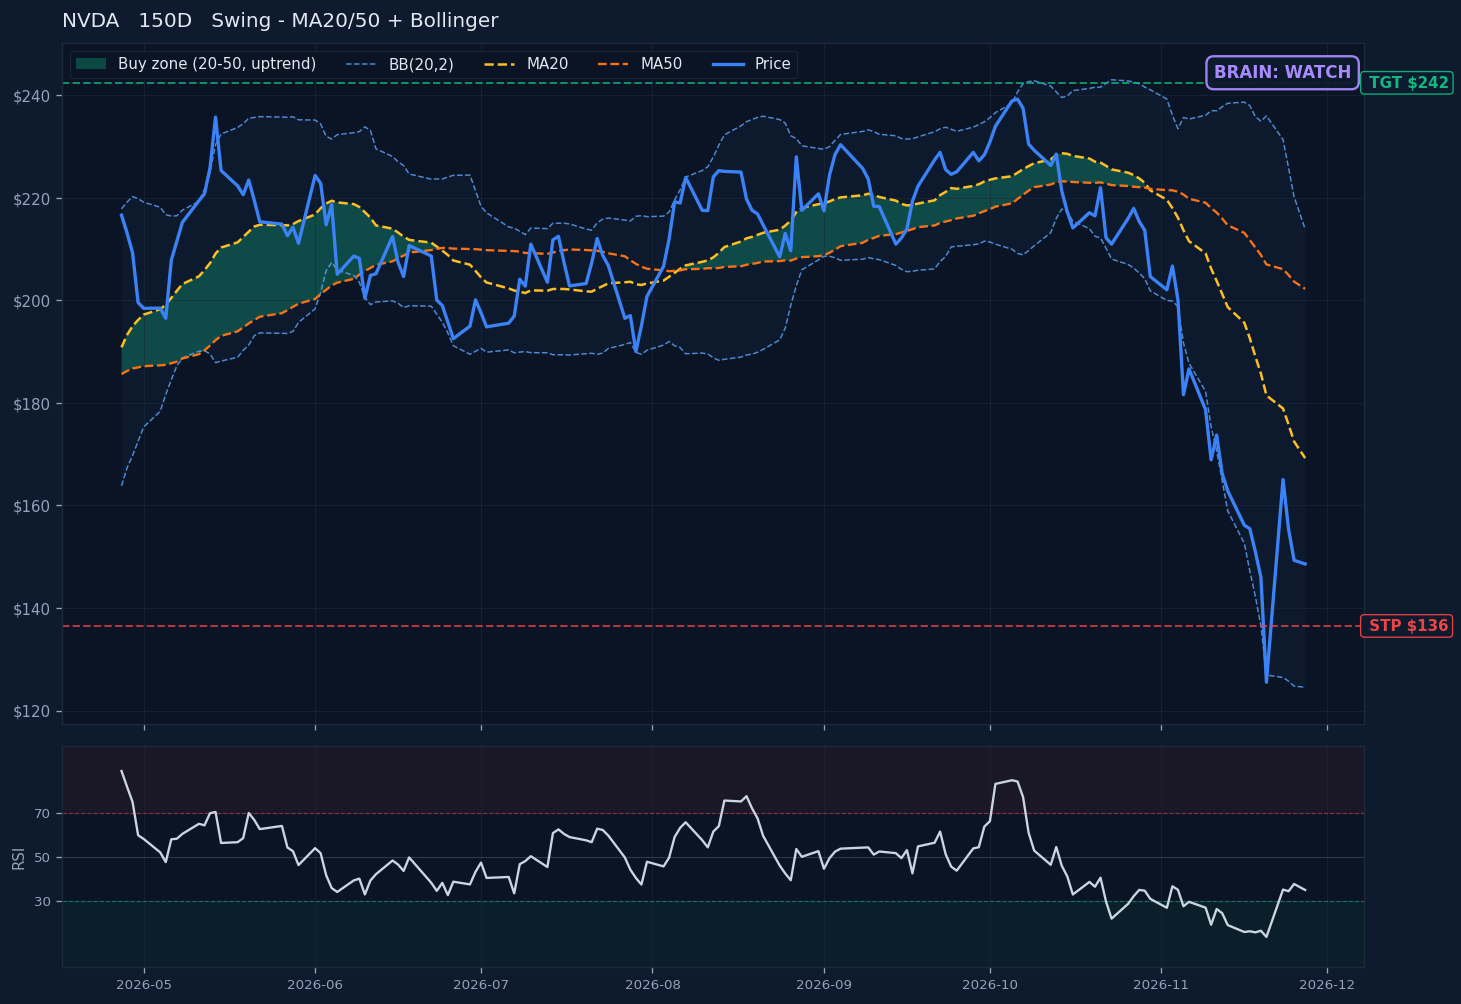 NVDA   150D   Swing - MA20/50 + Bollinger
Buy zone (20-50, uptrend)   BB(20,2)   MA20   MA50   Price
BRAIN: WATCH
TGT $242
$240
$220
$200
$180
$160
$140
STP $136
$120
70
50
30
RSI
2026-05   2026-06   2026-07   2026-08   2026-09   2026-10   2026-11   2026-12